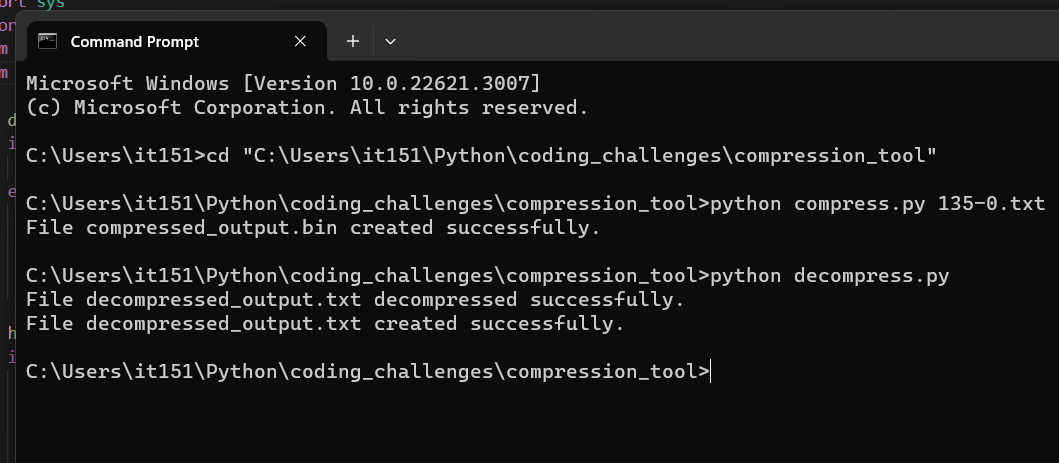 ort sys
Command Prompt
Microsoft Windows [Version 10.0.22621.3007]
(c) Microsoft Corporation. All rights reserved.
C:\Users\it151>cd "C:\Users\it151\Python\coding_challenges\compression_tool"
C:\Users\it151\Python\coding_challenges\compression_tool>python compress.py 135-0.txt
File compressed_output.bin created successfully.
C:\Users\it151\Python\coding_challenges\compression_tool>python decompress.py
File decompressed_output.txt decompressed successfully.
File decompressed_output.txt created successfully.
C:\Users\it151\Python\coding_challenges\compression_tool>